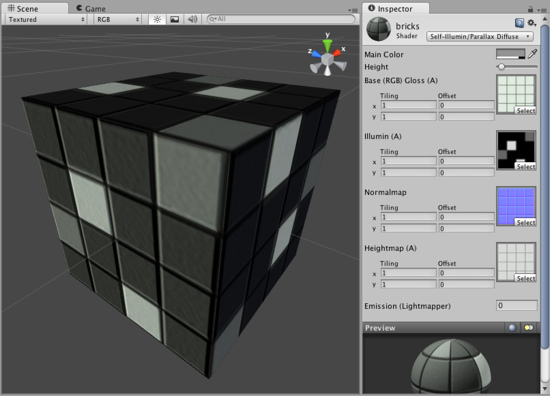 Scene
Game
Inspector
Textured
RGB
All
bricks
Shader
Self-Illumin/Parallax Diffuse
y
x
z
Main Color
Height
Base (RGB) Gloss (A)
Tiling Offset
x 1 0
y 1 0
Select
Illumin (A)
Tiling Offset
x 1 0
y 1 0
Select
Normalmap
Tiling Offset
x 1 0
y 1 0
Select
Heightmap (A)
Tiling Offset
x 1 0
y 1 0
Select
Emission (Lightmapper) 0
Preview